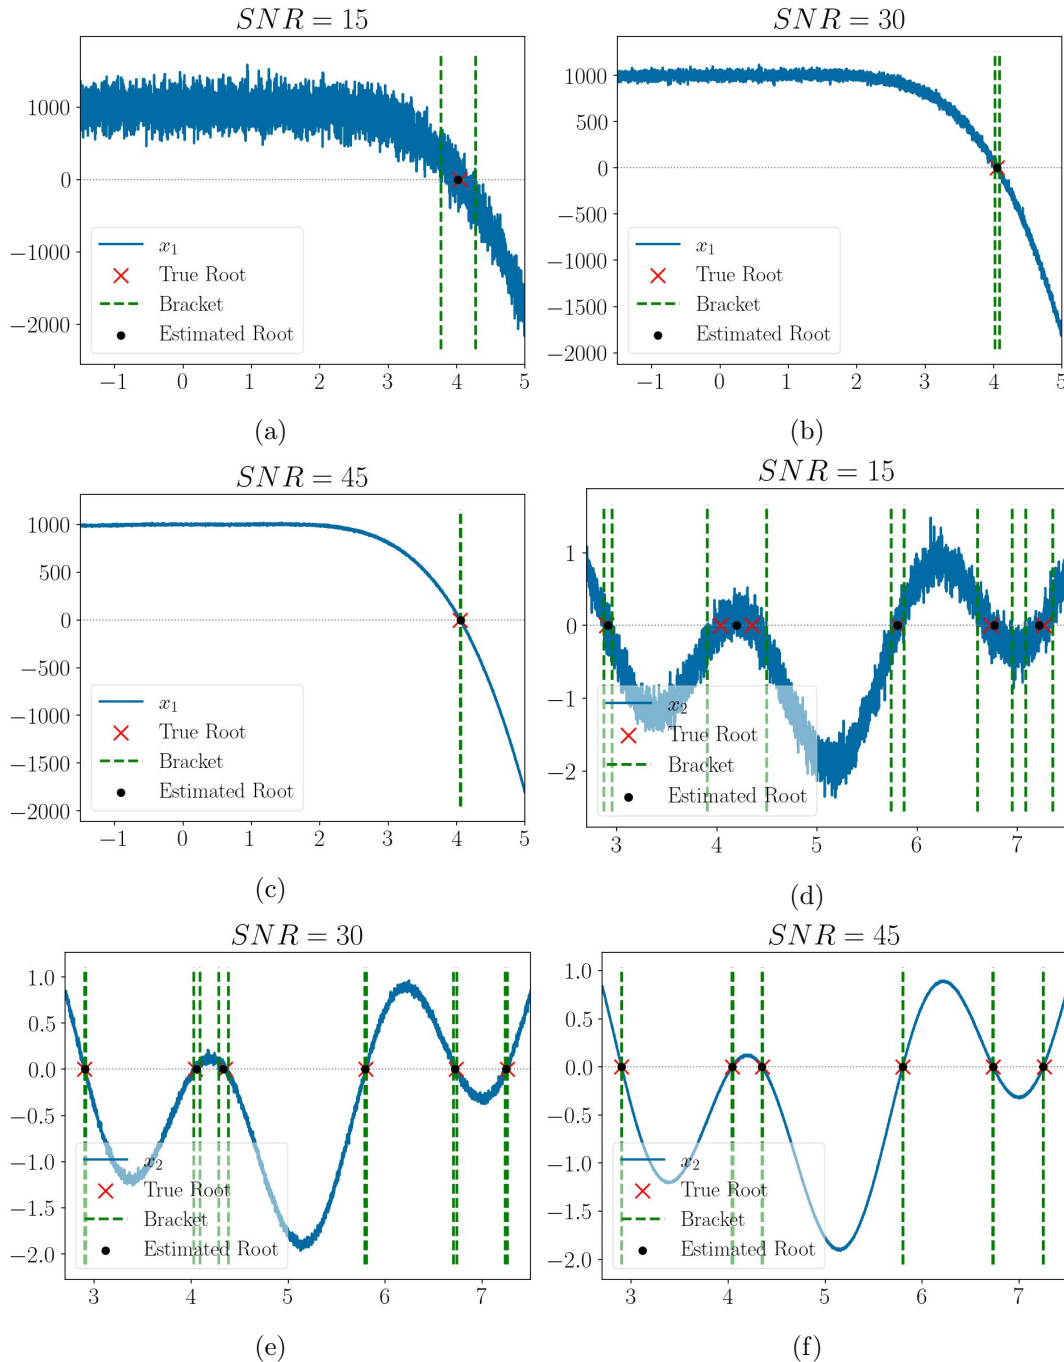 SNR = 15
1000
0
−1000
−2000
x₁
True Root
Bracket
Estimated Root
−1 0 1 2 3 4 5
(a)
SNR = 30
1000
500
0
−500
−1000
−1500
−2000
x₁
True Root
Bracket
Estimated Root
−1 0 1 2 3 4 5
(b)
SNR = 45
1000
500
0
−500
−1000
−1500
−2000
x₁
True Root
Bracket
Estimated Root
−1 0 1 2 3 4 5
(c)
SNR = 15
1
0
−1
−2
x₂
True Root
Bracket
Estimated Root
3 4 5 6 7
(d)
SNR = 30
1.0
0.5
0.0
−0.5
−1.0
−1.5
−2.0
x₂
True Root
Bracket
Estimated Root
3 4 5 6 7
(e)
SNR = 45
1.0
0.5
0.0
−0.5
−1.0
−1.5
−2.0
x₂
True Root
Bracket
Estimated Root
3 4 5 6 7
(f)